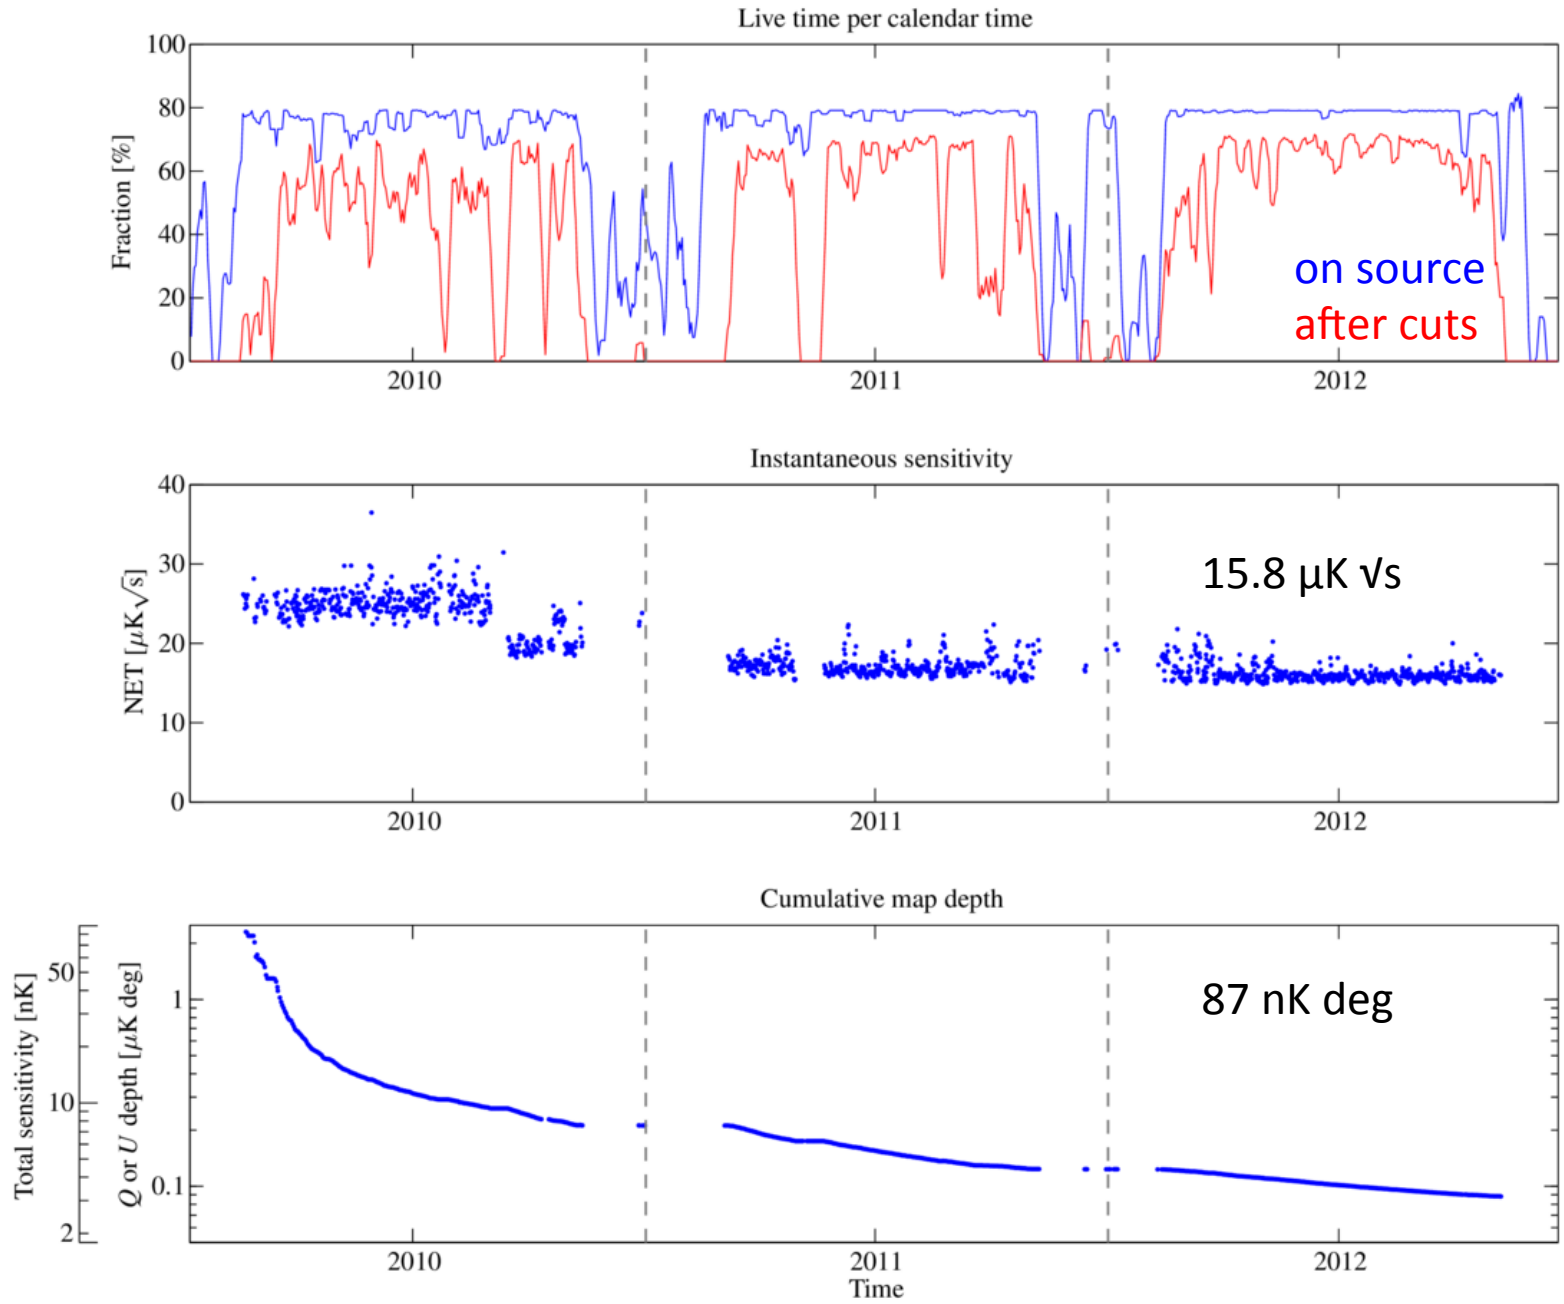 Live time per calendar time
100
80
60
40
20
0
Fraction [%]
on source
after cuts
2010
2011
2012
Instantaneous sensitivity
40
30
20
10
0
NET [μK√s]
15.8 μK √s
2010
2011
2012
Cumulative map depth
50
10
2
Total sensitivity [nK]
1
0.1
Q or U depth [μK deg]
87 nK deg
2010
2011
2012
Time